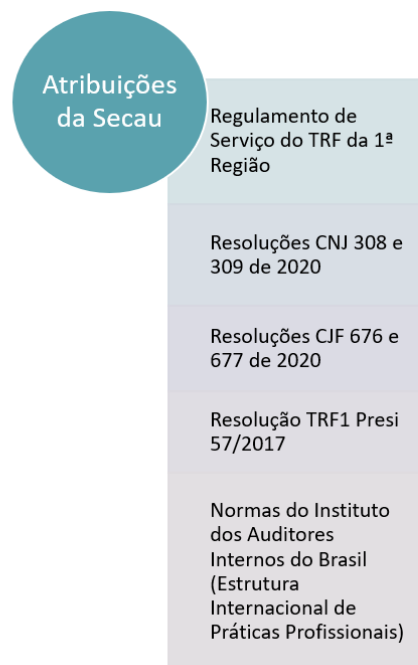 Atribuições
da Secau
Regulamento de
Serviço do TRF da 1ª
Região
Resoluções CNJ 308 e
309 de 2020
Resoluções CJF 676 e
677 de 2020
Resolução TRF1 Presi
57/2017
Normas do Instituto
dos Auditores
Internos do Brasil
(Estrutura
Internacional de
Práticas Profissionais)